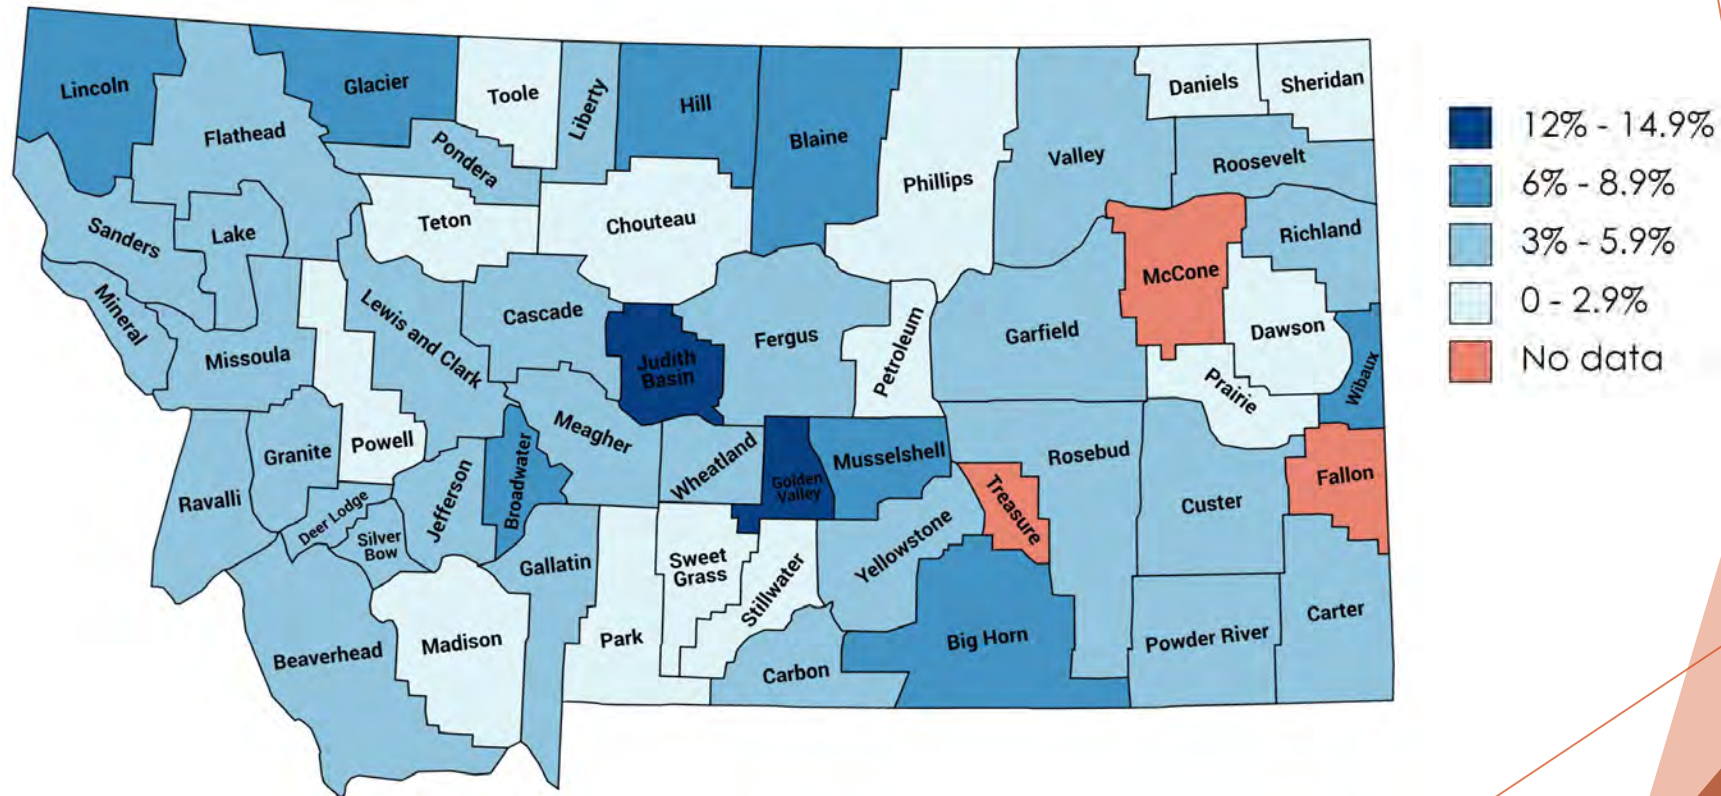 Lincoln
Glacier
Toole
Liberty
Hill
Blaine
Phillips
Valley
Daniels
Sheridan
Flathead
Pondera
Roosevelt
Teton
Chouteau
Sanders
Lake
Richland
McCone
Mineral
Missoula
Lewis and Clark
Cascade
Judith
Basin
Fergus
Petroleum
Garfield
Dawson
Prairie
Wibaux
Powell
Granite
Ravalli
Deer Lodge
Silver
Bow
Jefferson
Broadwater
Meagher
Wheatland
Golden
Valley
Musselshell
Rosebud
Treasure
Custer
Fallon
Gallatin
Sweet
Grass
Stillwater
Yellowstone
Beaverhead
Madison
Park
Carbon
Big Horn
Powder River
Carter
12% - 14.9%
6% - 8.9%
3% - 5.9%
0 - 2.9%
No data